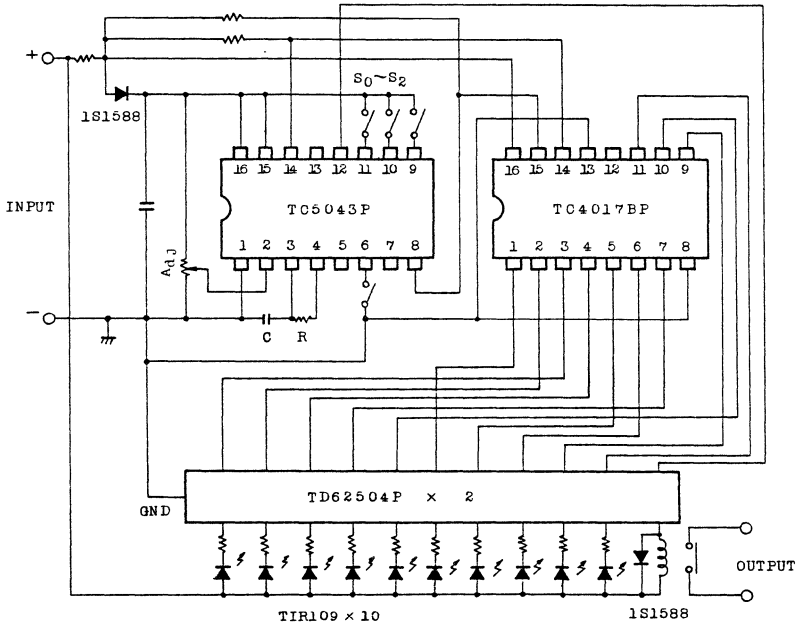 +
S₀~S₂
1S1588
16 15 14 13 12 11 10 9
TC5043P
1 2 3 4 5 6 7 8
16 15 14 13 12 11 10 9
TC4017BP
1 2 3 4 5 6 7 8
INPUT
AdJ
−
C R
TD62504P × 2
GND
OUTPUT
TIR109 × 10
1S1588